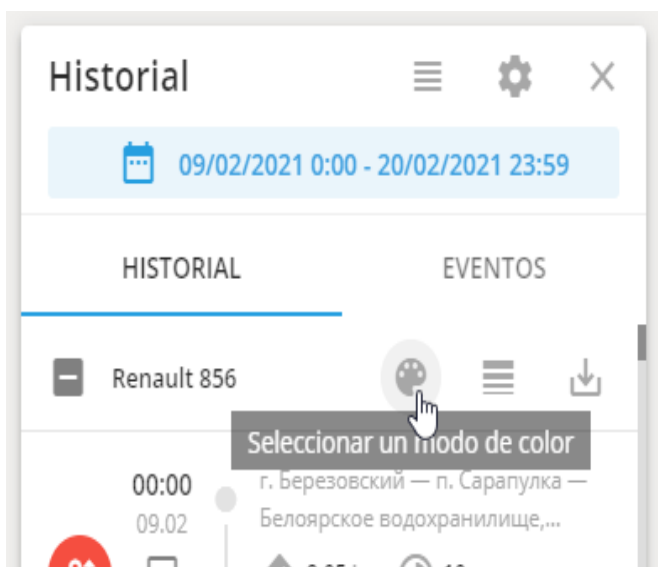 Historial
09/02/2021 0:00 - 20/02/2021 23:59
HISTORIAL
EVENTOS
Renault 856
Seleccionar un modo de color
00:00
г. Березовский — п. Сарапулка —
09.02
Белоярское водохранилище,...